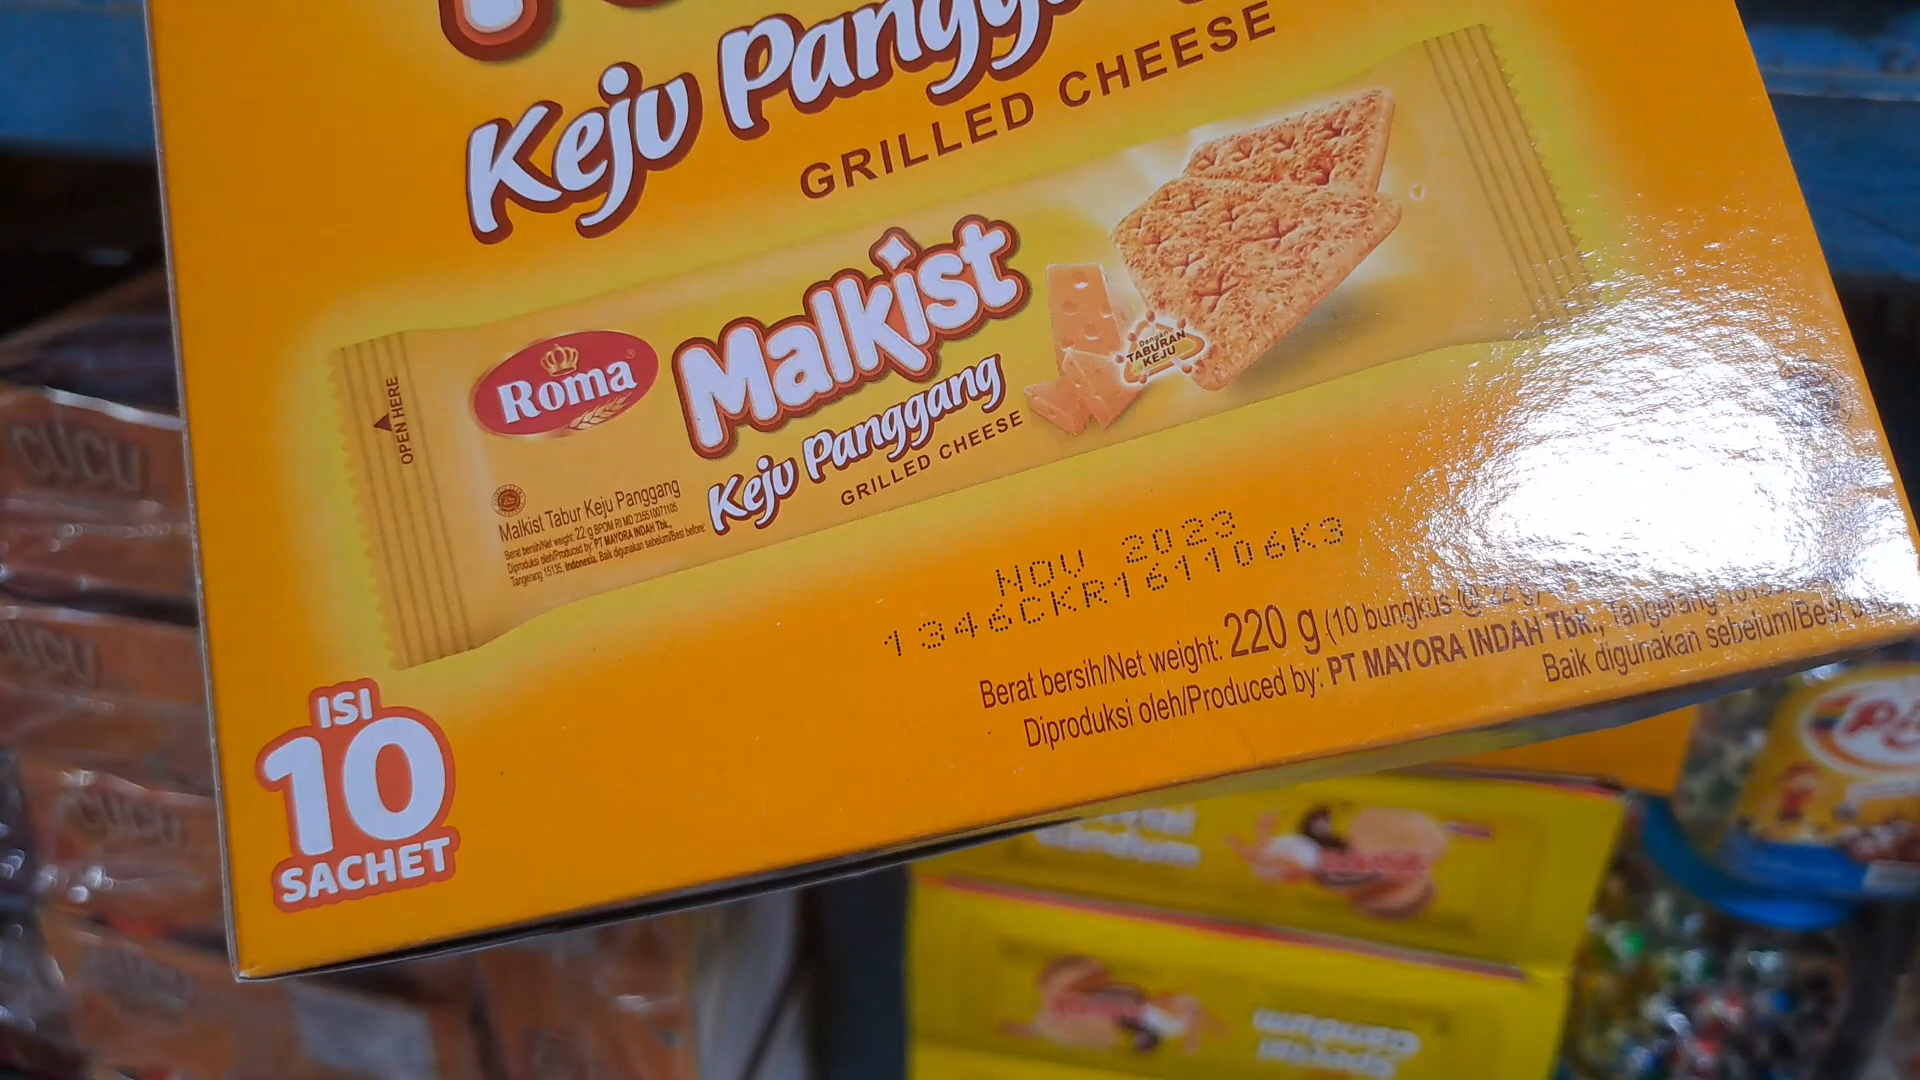 Keju Pangg
GRILLED CHEESE
OPEN HERE
Roma
Malkist
Keju Panggang
GRILLED CHEESE
Dengan
TABURAN
KEJU
Malkist Tabur Keju Panggang
Berat bersih/Net weight: 22 g BPOM RI MD 235510071105
Diproduksi oleh/Produced by: PT MAYORA INDAH Tbk.,
Tangerang 15135, Indonesia. Baik digunakan sebelum/Best before:
NOV 2023
1346CKR161106K3
Berat bersih/Net weight: 220 g (10 bungkus @ 22 g)
Diproduksi oleh/Produced by: PT MAYORA INDAH Tbk., Tangerang
Baik digunakan sebelum/Best
ISI
10
SACHET